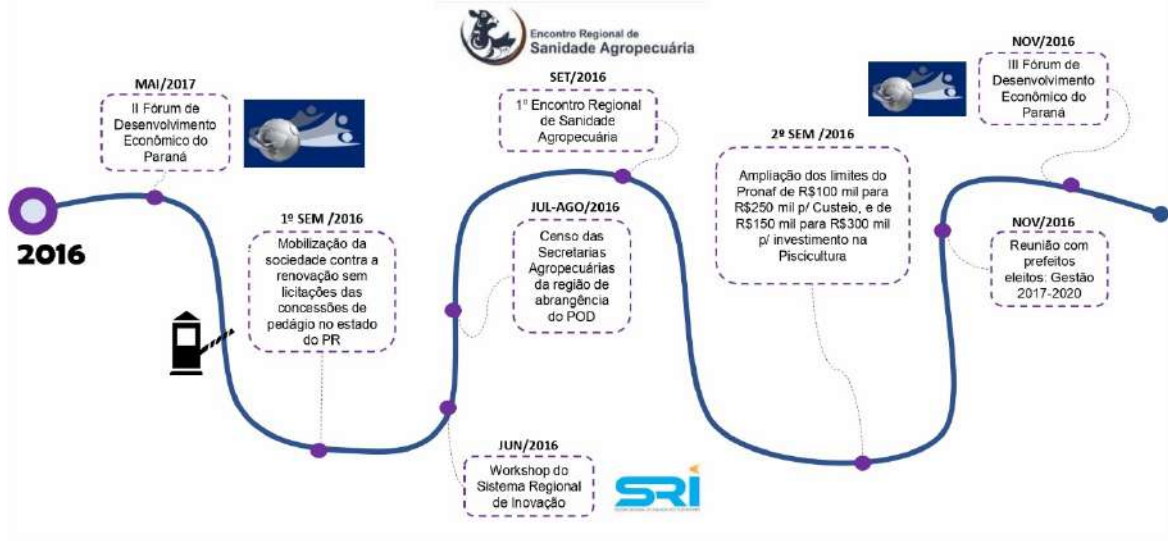 2016
MAI/2017
II Fórum de
Desenvolvimento
Econômico do
Paraná
1º SEM /2016
Mobilização da
sociedade contra a
renovação sem
licitações das
concessões de
pedágio no estado
do PR
JUN/2016
Workshop do
Sistema Regional
de Inovação
SRI
JUL-AGO/2016
Censo das
Secretarias
Agropecuárias
da região de
abrangência
do POD
Encontro Regional de
Sanidade Agropecuária
SET/2016
1º Encontro Regional
de Sanidade
Agropecuária
2º SEM /2016
Ampliação dos limites do
Pronaf de R$100 mil para
R$250 mil p/ Custeio, e de
R$150 mil para R$300 mil
p/ investimento na
Piscicultura
NOV/2016
Reunião com
prefeitos
eleitos: Gestão
2017-2020
NOV/2016
III Fórum de
Desenvolvimento
Econômico do
Paraná